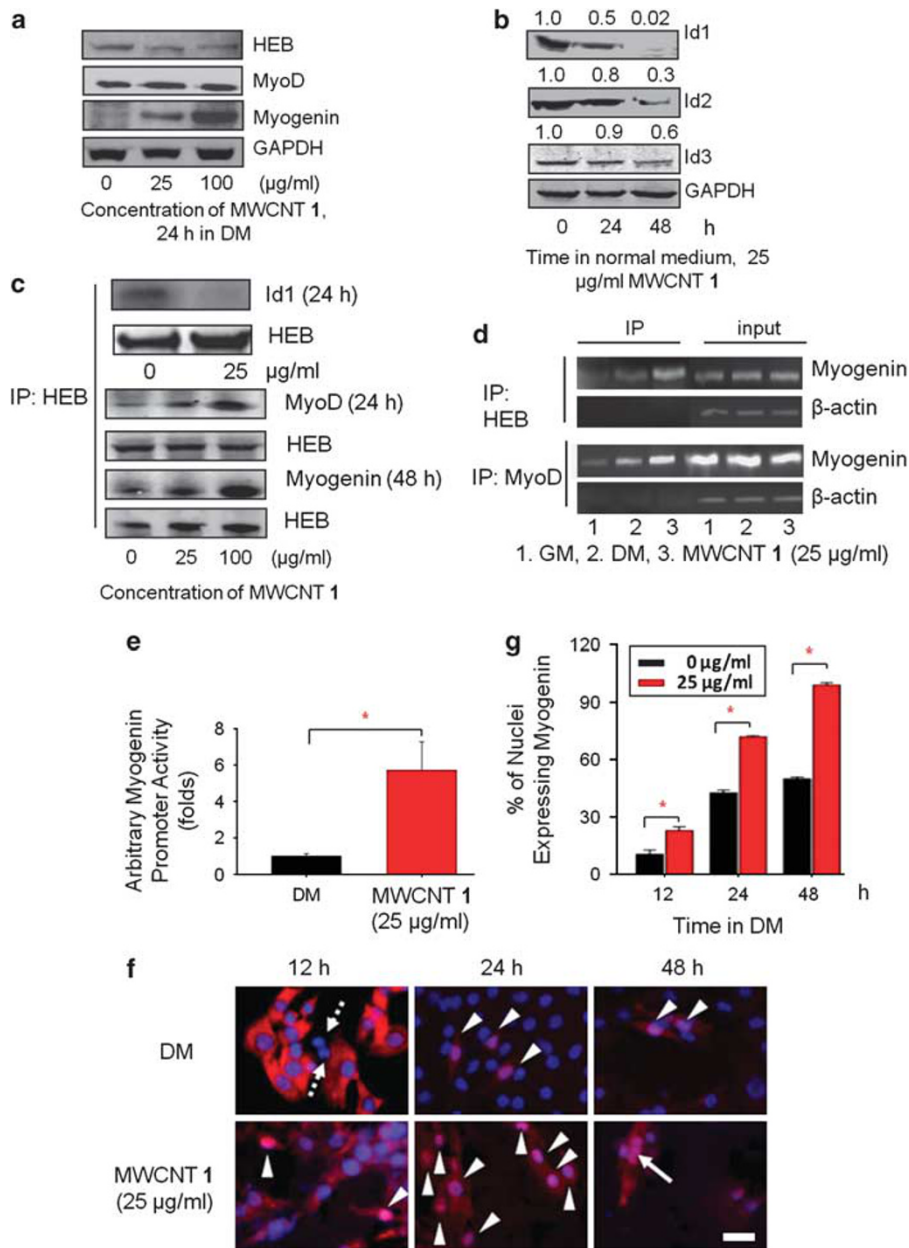 a
HEB
MyoD
Myogenin
GAPDH
0 25 100 (µg/ml)
Concentration of MWCNT 1,
24 h in DM
b
1.0 0.5 0.02
Id1
1.0 0.8 0.3
Id2
1.0 0.9 0.6
Id3
GAPDH
0 24 48 h
Time in normal medium, 25
µg/ml MWCNT 1
c
IP: HEB
Id1 (24 h)
HEB
0 25 µg/ml
MyoD (24 h)
HEB
Myogenin (48 h)
HEB
0 25 100 (µg/ml)
Concentration of MWCNT 1
d
IP input
IP:
HEB
Myogenin
β-actin
IP: MyoD
Myogenin
β-actin
1 2 3 1 2 3
1. GM, 2. DM, 3. MWCNT 1 (25 µg/ml)
e
Arbitrary Myogenin
Promoter Activity
(folds)
8
6
4
2
0
*
DM
MWCNT 1
(25 µg/ml)
g
% of Nuclei
Expressing Myogenin
120
90
60
30
0
0 µg/ml
25 µg/ml
* * *
12 24 48 h
Time in DM
f
12 h 24 h 48 h
DM
MWCNT 1
(25 µg/ml)